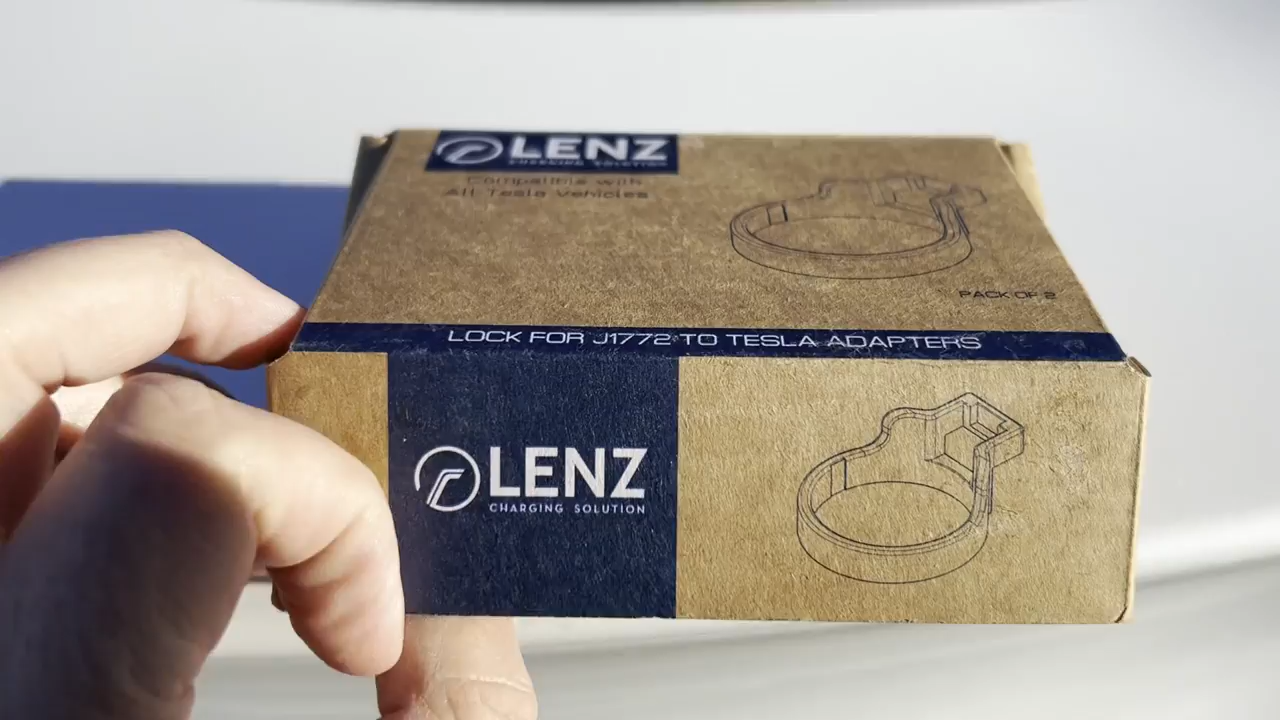 LENZ
CHARGING SOLUTION
Compatible with
All Tesla Vehicles
PACK OF 2
LOCK FOR J1772 TO TESLA ADAPTERS
LENZ
CHARGING SOLUTION